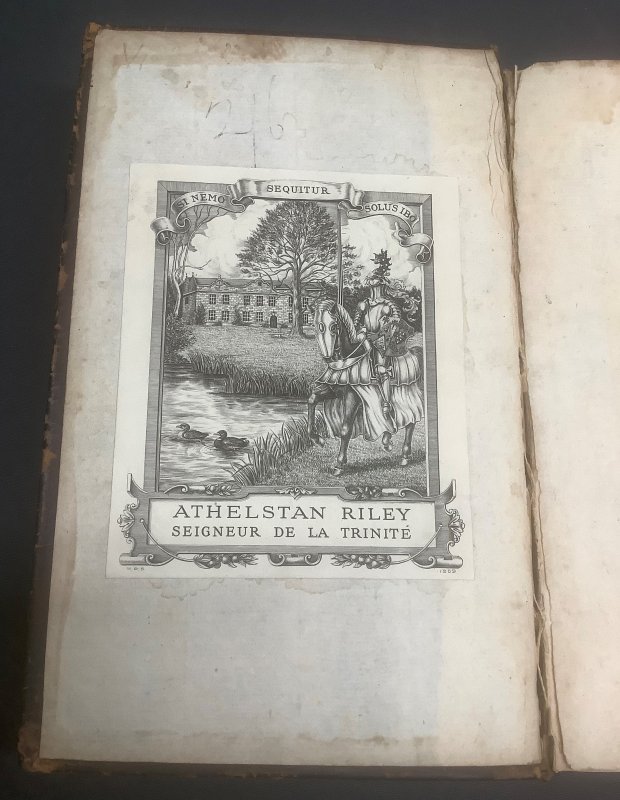 SI NEMO SEQUITUR SOLUS IBO
ATHELSTAN RILEY
SEIGNEUR DE LA TRINITÉ